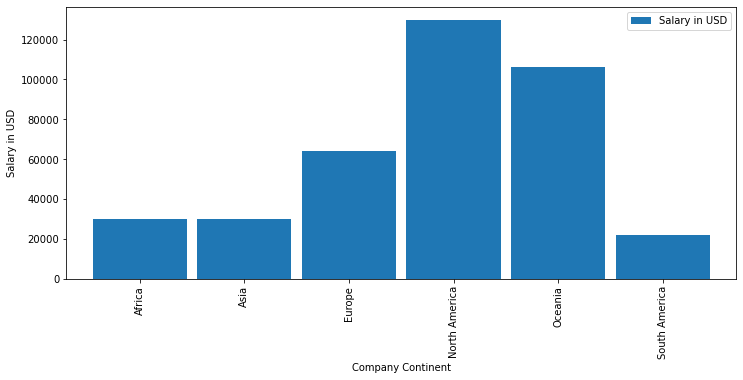 Salary in USD
120000
100000
80000
60000
40000
20000
0
Salary in USD
Africa
Asia
Europe
North America
Oceania
South America
Company Continent